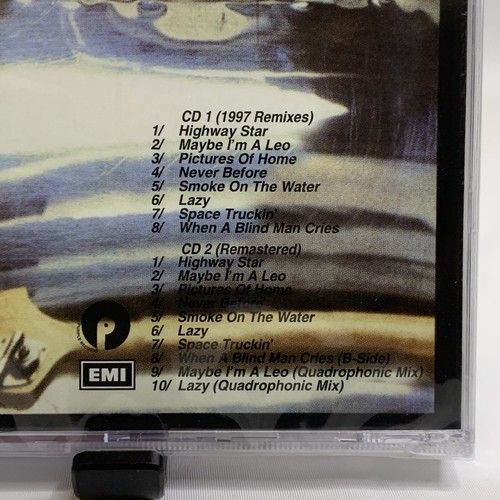 CD 1 (1997 Remixes)
1/ Highway Star
2/ Maybe I'm A Leo
3/ Pictures Of Home
4/ Never Before
5/ Smoke On The Water
6/ Lazy
7/ Space Truckin'
8/ When A Blind Man Cries
CD 2 (Remastered)
1/ Highway Star
2/ Maybe I'm A Leo
3/ Pictures Of Home
4/ Never Before
5/ Smoke On The Water
6/ Lazy
7/ Space Truckin'
8/ When A Blind Man Cries (B-Side)
9/ Maybe I'm A Leo (Quadrophonic Mix)
10/ Lazy (Quadrophonic Mix)
EMI